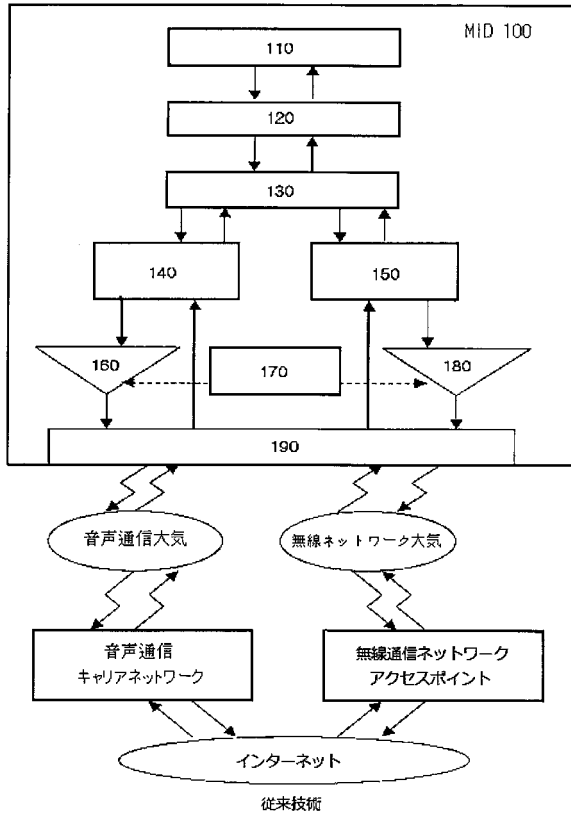 MID 100
110
120
130
140
150
160
170
180
190
音声通信大気
無線ネットワーク大気
音声通信
キャリアネットワーク
無線通信ネットワーク
アクセスポイント
インターネット
従来技術